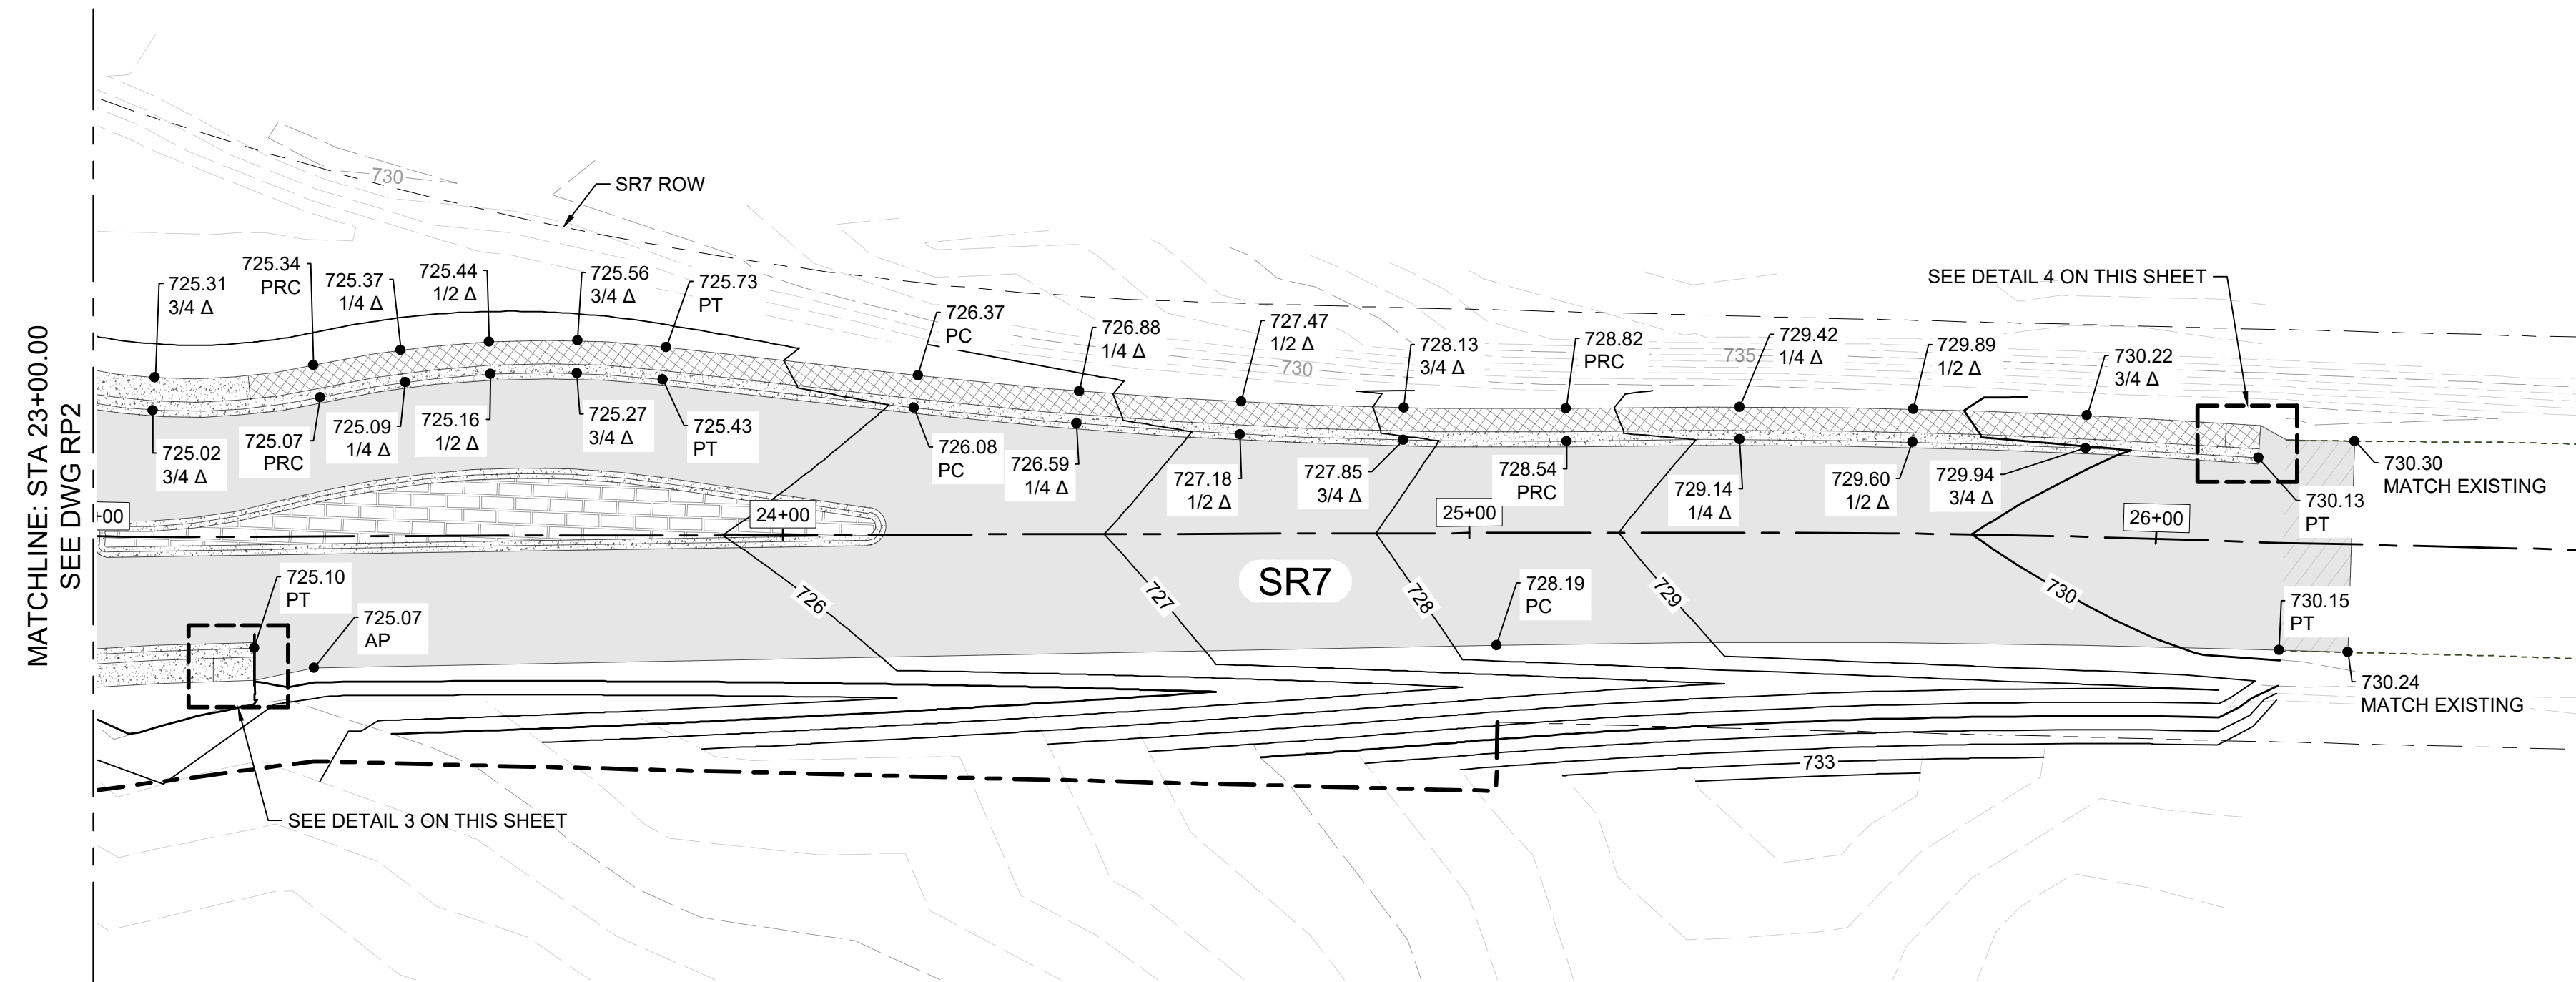 MATCHLINE: STA 23+00.00
SEE DWG RP2
730
SR7 ROW
725.31
3/4 Δ
725.34
PRC
725.37
1/4 Δ
725.44
1/2 Δ
725.56
3/4 Δ
725.73
PT
726.37
PC
726.88
1/4 Δ
727.47
1/2 Δ
730
728.13
3/4 Δ
728.82
PRC
735
729.42
1/4 Δ
729.89
1/2 Δ
730.22
3/4 Δ
SEE DETAIL 4 ON THIS SHEET
725.02
3/4 Δ
725.07
PRC
725.09
1/4 Δ
725.16
1/2 Δ
725.27
3/4 Δ
725.43
PT
726.08
PC
726.59
1/4 Δ
727.18
1/2 Δ
727.85
3/4 Δ
728.54
PRC
729.14
1/4 Δ
729.60
1/2 Δ
729.94
3/4 Δ
730.13
PT
730.30
MATCH EXISTING
+00
24+00
25+00
26+00
725.10
PT
725.07
AP
726
727
SR7
728
728.19
PC
729
730
730.15
PT
730.24
MATCH EXISTING
733
SEE DETAIL 3 ON THIS SHEET